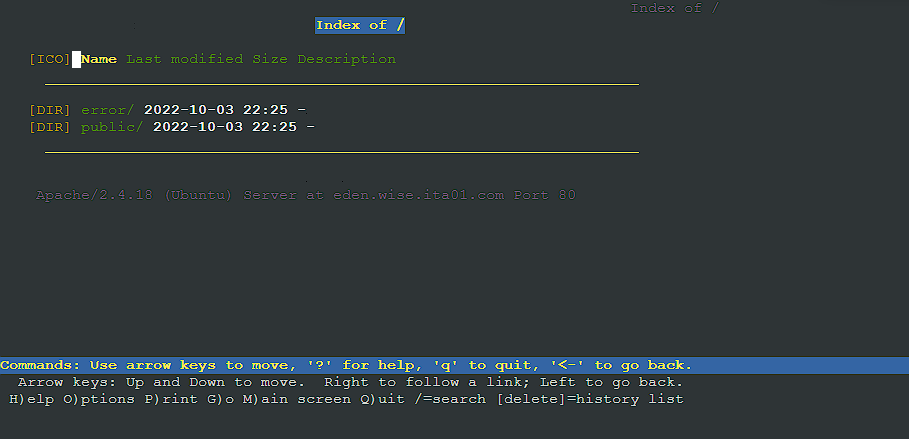 Index of /
Index of /
[ICO] Name Last modified Size Description
[DIR] error/ 2022-10-03 22:25 -
[DIR] public/ 2022-10-03 22:25 -
Apache/2.4.18 (Ubuntu) Server at eden.wise.ita01.com Port 80
Commands: Use arrow keys to move, '?' for help, 'q' to quit, '<-' to go back.
Arrow keys: Up and Down to move.  Right to follow a link; Left to go back.
H)elp O)ptions P)rint G)o M)ain screen Q)uit /=search [delete]=history list